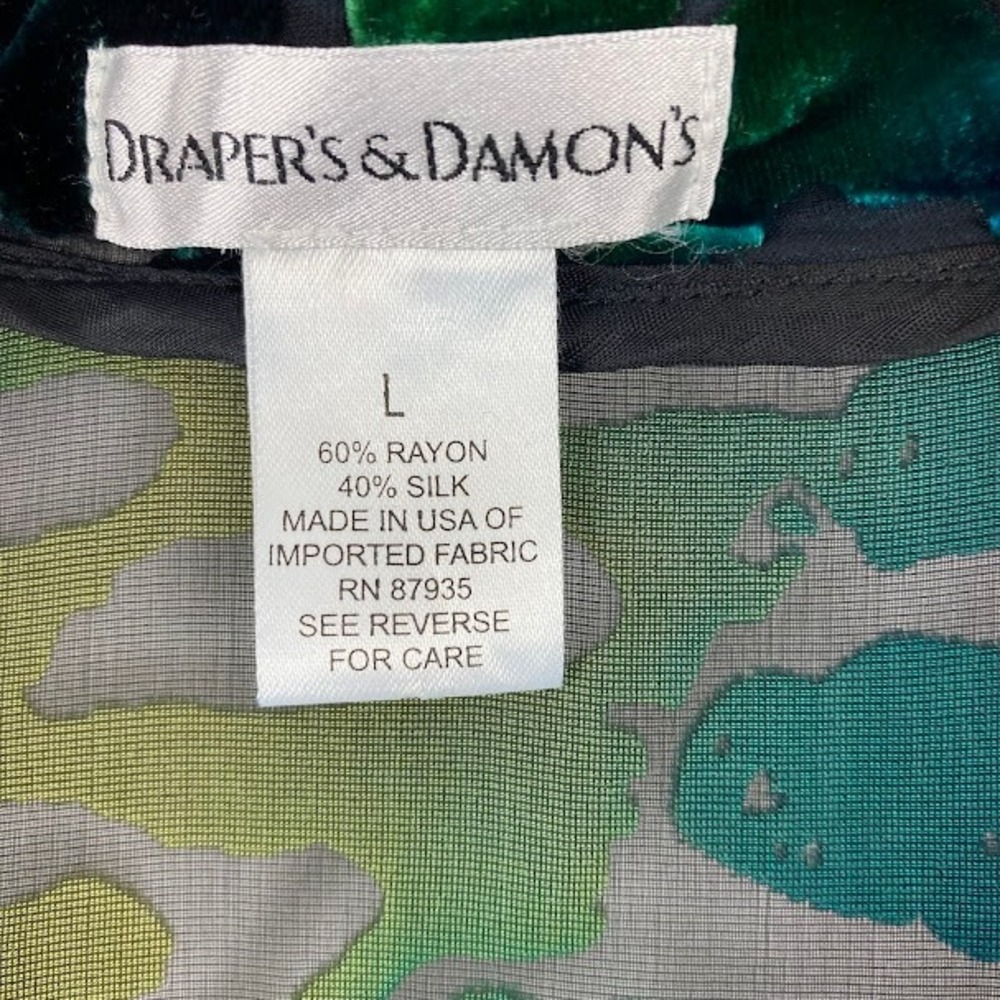 DRAPER'S & DAMON'S
L
60% RAYON
40% SILK
MADE IN USA OF
IMPORTED FABRIC
RN 87935
SEE REVERSE
FOR CARE